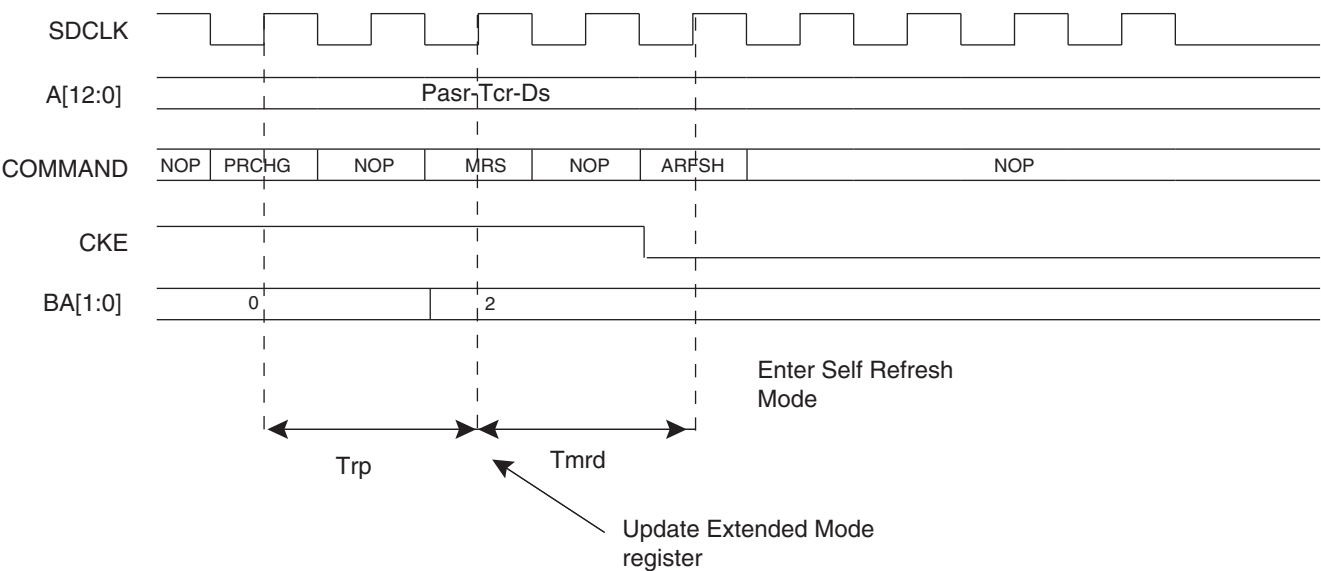 SDCLK
A[12:0]
Pasr-Tcr-Ds
COMMAND NOP PRCHG NOP MRS NOP ARFSH NOP
CKE
BA[1:0] 0 2
Enter Self Refresh
Mode
Trp Tmrd
Update Extended Mode
register